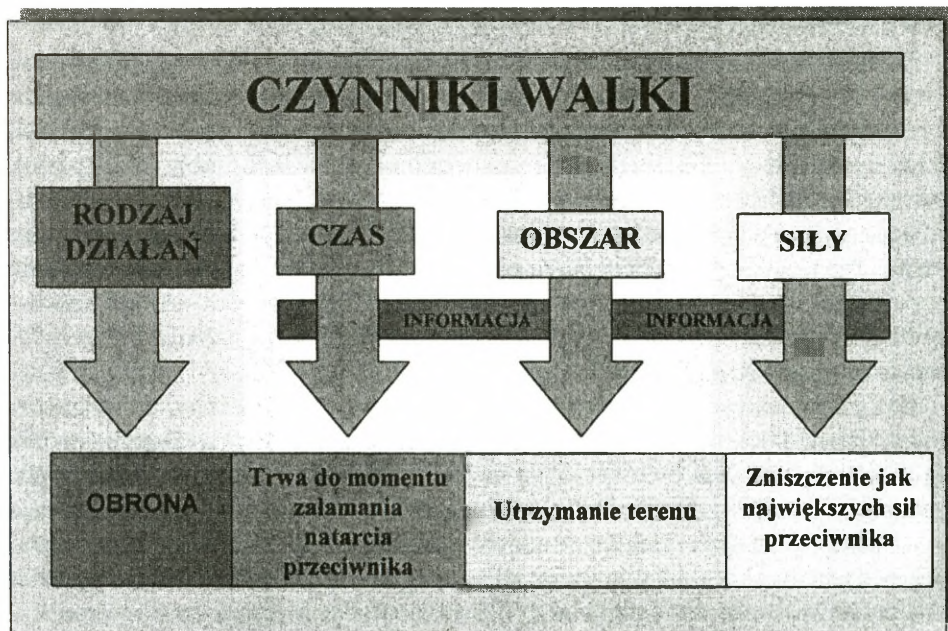 CZYNNIKI WALKI
RODZAJ
DZIAŁAŃ
CZAS
OBSZAR
SIŁY
INFORMACJA
INFORMACJA
OBRONA
Trwa do momentu
załamania
natarcia
przeciwnika
Utrzymanie terenu
Zniszczenie jak
największych sił
przeciwnika